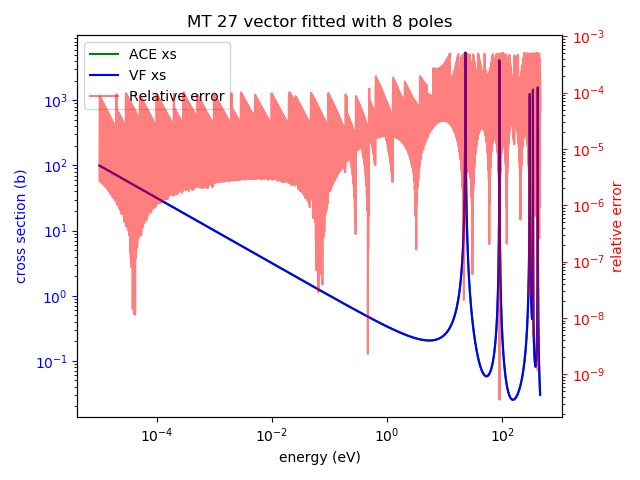 MT 27 vector fitted with 8 poles
ACE xs
VF xs
Relative error
cross section (b)
10³
10²
10¹
10⁰
10⁻¹
10⁻³
10⁻⁴
10⁻⁵
10⁻⁶
10⁻⁷
10⁻⁸
10⁻⁹
relative error
10⁻⁴
10⁻²
10⁰
10²
energy (eV)